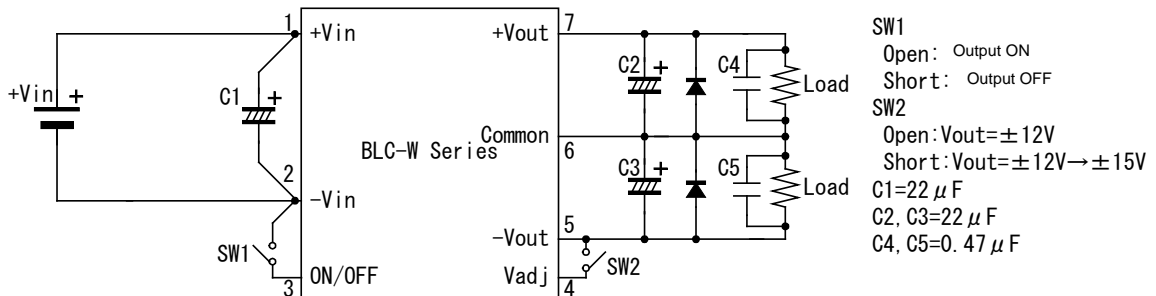 1
+Vin
+Vout
7
+Vin
+
C1
+
2
-Vin
SW1
3
ON/OFF
BLC-W Series
Common
6
-Vout
5
Vadj
4
SW2
C2
+
C4
Load
C3
+
C5
Load
SW1
Open: Output ON
Short: Output OFF
SW2
Open:Vout=±12V
Short:Vout=±12V→±15V
C1=22μF
C2,C3=22μF
C4,C5=0.47μF